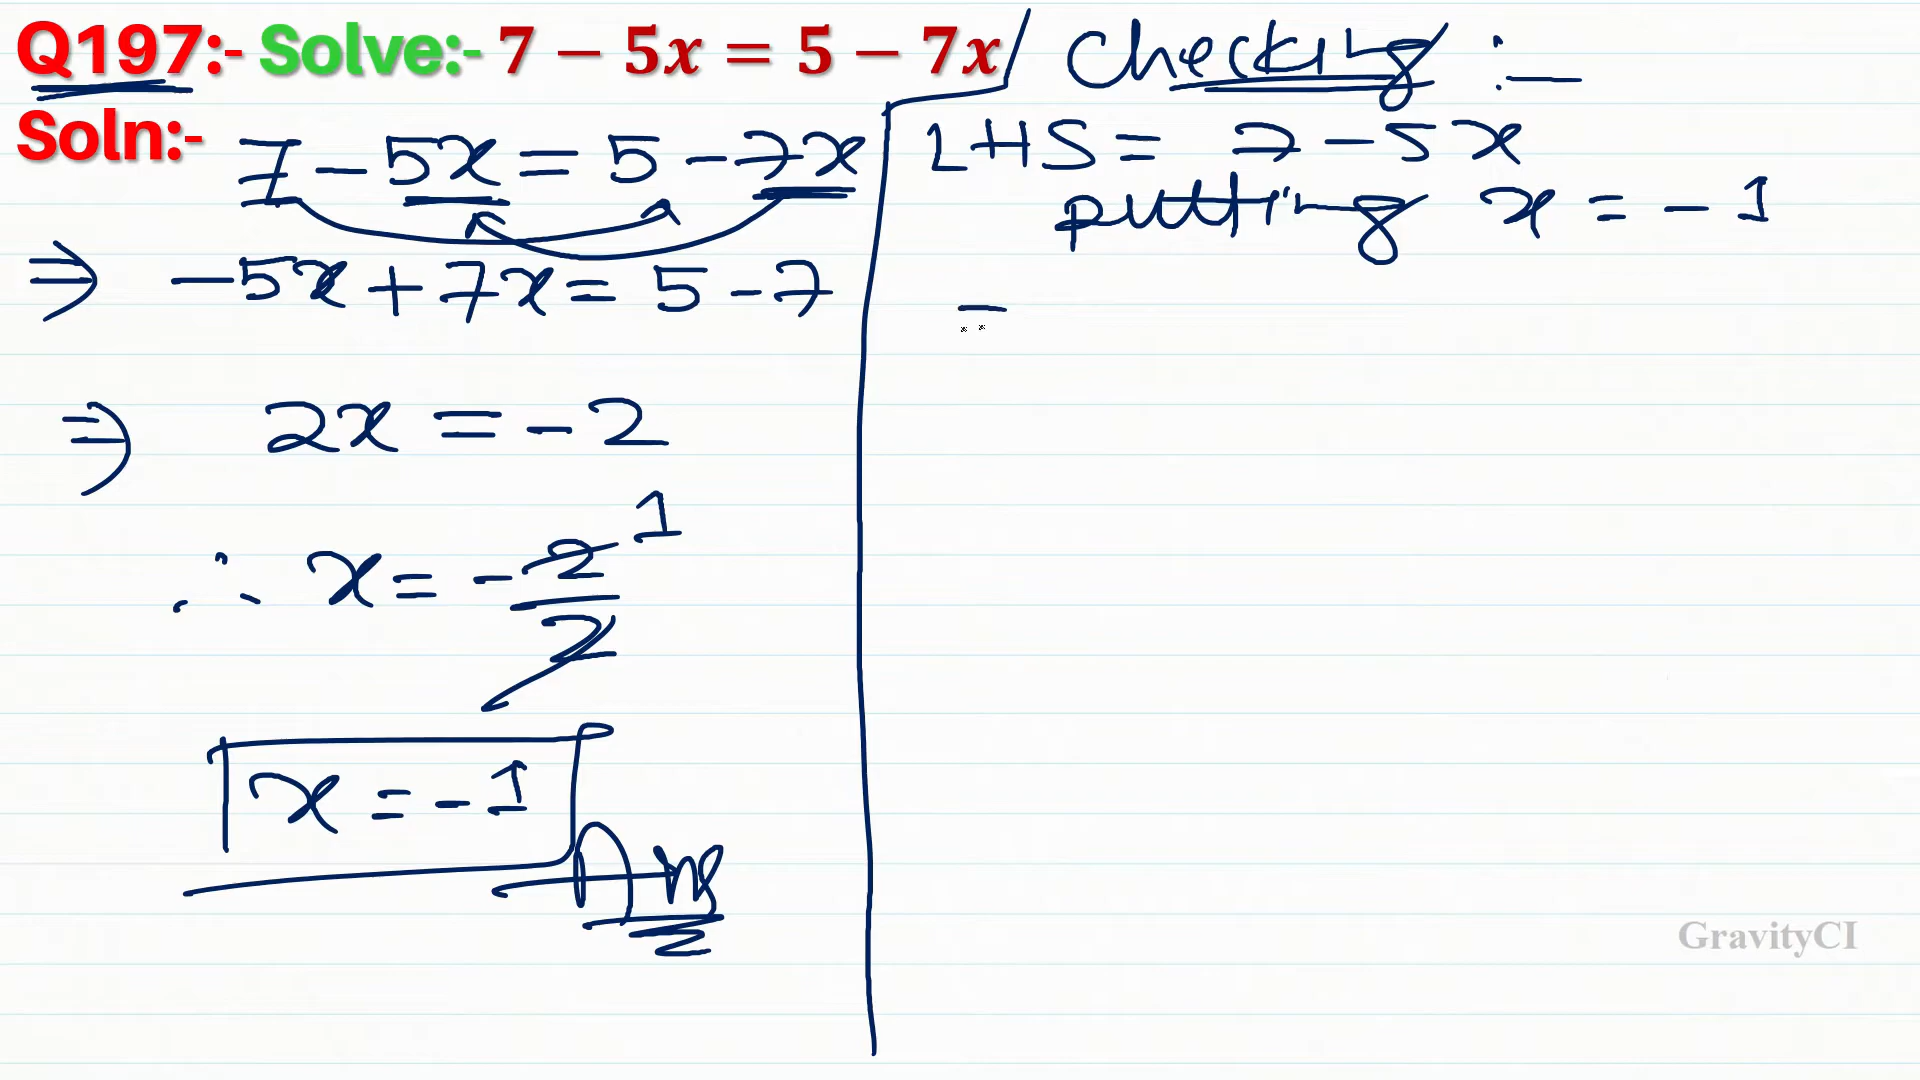 Q197:- Solve:- 7 − 5x = 5 − 7x
Soln:- 7 − 5x = 5 − 7x
⇒ −5x + 7x = 5 − 7
⇒ 2x = −2
∴ x = −2/2 1
x = −1
Ans
Checking :−
LHS = 7 − 5x
putting x = −1
=
GravityCI